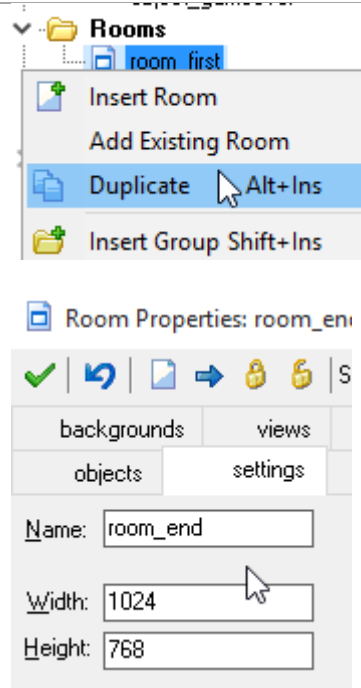 Rooms
room_first
Insert Room
Add Existing Room
Duplicate Alt+Ins
Insert Group Shift+Ins
Room Properties: room_en
backgrounds views
objects settings
Name: room_end
Width: 1024
Height: 768